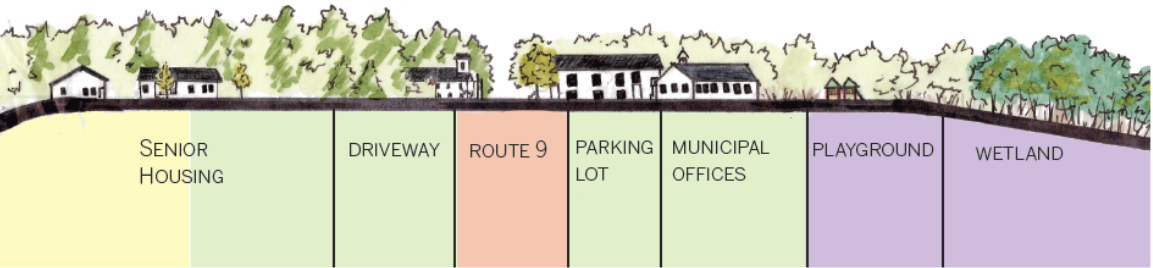 SENIOR
HOUSING
DRIVEWAY
ROUTE 9
PARKING
LOT
MUNICIPAL
OFFICES
PLAYGROUND
WETLAND